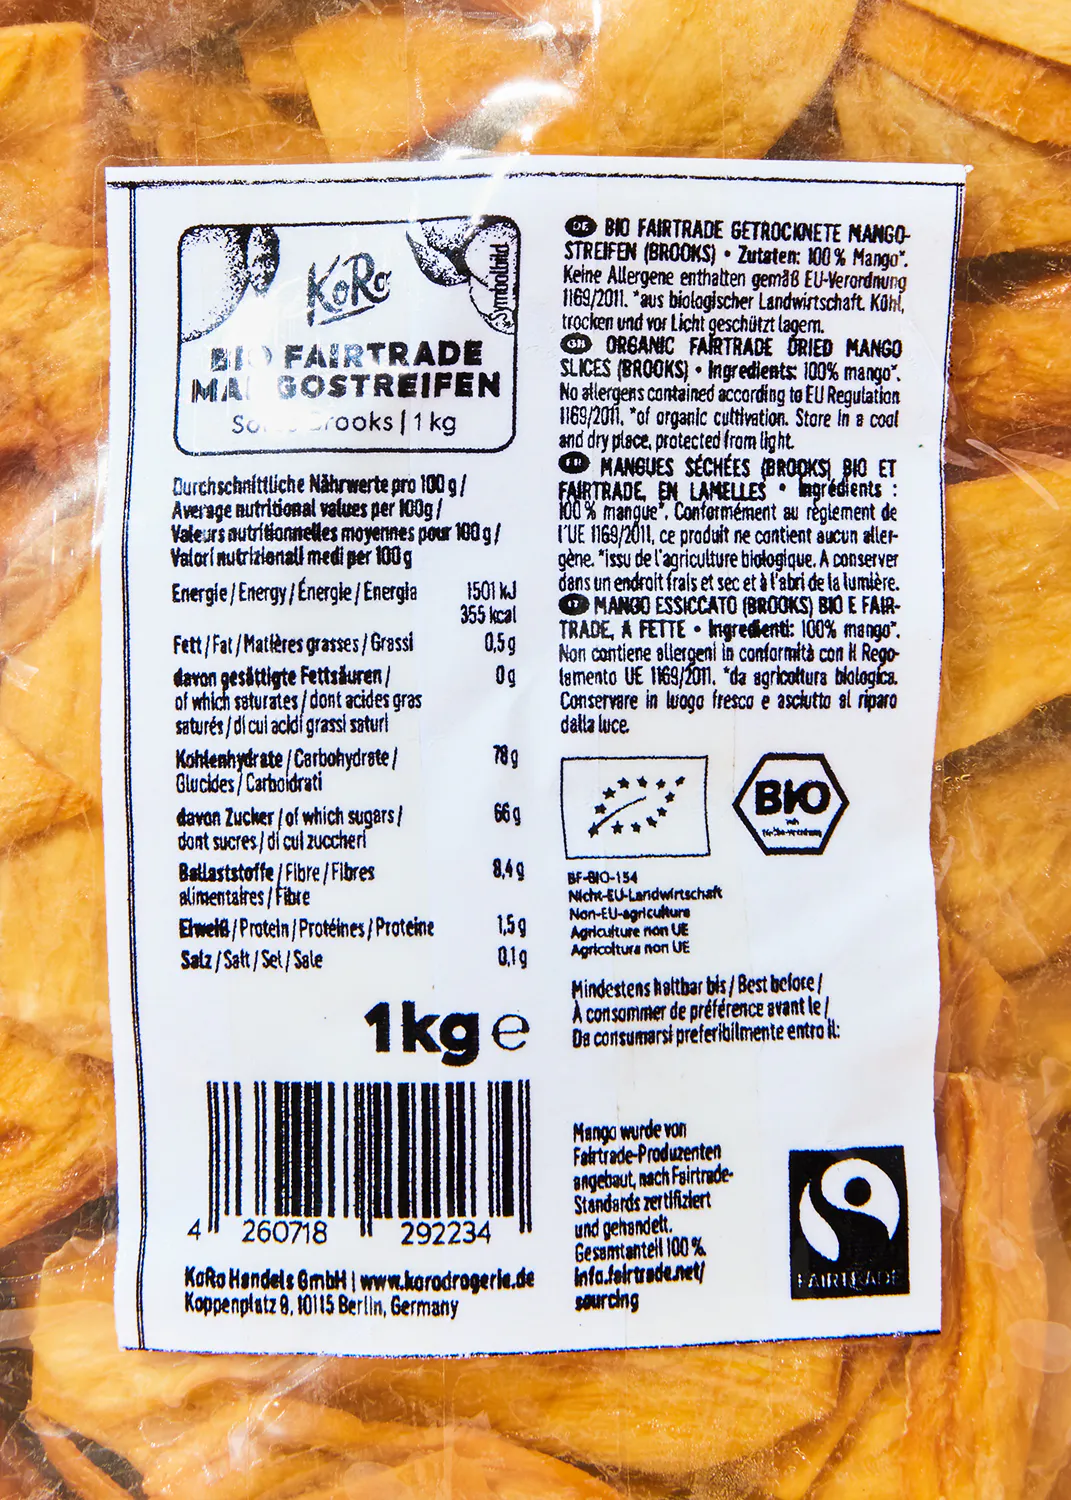 KoRo
Symbolbild
FAIRTRADE
MANGOSTREIFEN
Brooks | 1 kg
Durchschnittliche Nährwerte pro 100 g /
Average nutritional values per 100g /
Valeurs nutritionnelles moyennes pour 100 g /
Valori nutrizionali medi per 100 g
Energie / Energy / Énergie / Energia 1501 kJ
355 kcal
Fett / Fat / Matières grasses / Grassi 0,5 g
davon gesättigte Fettsäuren / 0 g
of which saturates / dont acides gras
saturés / di cui acidi grassi saturi
Kohlenhydrate / Carbohydrate / 78 g
Glucides / Carboidrati
davon Zucker / of which sugars / 66 g
dont sucres / di cui zuccheri
Ballaststoffe / Fibre / Fibres 8,4 g
alimentaires / Fibre
Eiweiß / Protein / Protéines / Proteine 1,5 g
Salz / Salt / Sel / Sale 0,1 g
1kg e
4 260718 292234
KoRo Handels GmbH | www.korodrogerie.de
Koppenplatz 9, 10115 Berlin, Germany
DE BIO FAIRTRADE GETROCKNETE MANGO-
STREIFEN (BROOKS) • Zutaten: 100 % Mango*.
Keine Allergene enthalten gemäß EU-Verordnung
1169/2011. *aus biologischer Landwirtschaft. Kühl,
trocken und vor Licht geschützt lagern.
GB ORGANIC FAIRTRADE DRIED MANGO
SLICES (BROOKS) • Ingredients: 100% mango*.
No allergens contained according to EU Regulation
1169/2011. *of organic cultivation. Store in a cool
and dry place, protected from light.
FR MANGUES SÉCHÉES (BROOKS) BIO ET
FAIRTRADE, EN LAMELLES • Ingrédients :
100 % mangue*. Conformément au règlement de
l'UE 1169/2011, ce produit ne contient aucun aller-
gène. *issu de l'agriculture biologique. A conserver
dans un endroit frais et sec et à l'abri de la lumière.
IT MANGO ESSICCATO (BROOKS) BIO E FAIR-
TRADE, A FETTE • Ingredienti: 100% mango*.
Non contiene allergeni in conformità con il Rego-
lamento UE 1169/2011. *da agricoltura biologica.
Conservare in luogo fresco e asciutto al riparo
dalla luce.
BIO
nach
BF-BIO-154
Nicht-EU-Landwirtschaft
Non-EU-agriculture
Agriculture non UE
Agricoltura non UE
Mindestens haltbar bis / Best before /
À consommer de préférence avant le /
Da consumarsi preferibilmente entro il:
Mango wurde von
Fairtrade-Produzenten
angebaut, nach Fairtrade-
Standards zertifiziert
und gehandelt.
Gesamtanteil 100 %.
info.fairtrade.net/
sourcing
FAIRTRADE